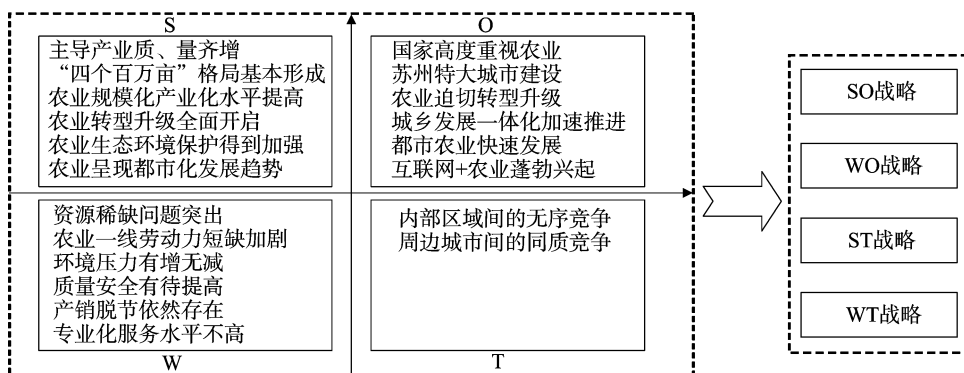 S
主导产业质、量齐增
“四个百万亩”格局基本形成
农业规模化产业化水平提高
农业转型升级全面开启
农业生态环境保护得到加强
农业呈现都市化发展趋势
O
国家高度重视农业
苏州特大城市建设
农业迫切转型升级
城乡发展一体化加速推进
都市农业快速发展
互联网+农业蓬勃兴起
资源稀缺问题突出
农业一线劳动力短缺加剧
环境压力有增无减
质量安全有待提高
产销脱节依然存在
专业化服务水平不高
W
内部区域间的无序竞争
周边城市间的同质竞争
T
SO战略
WO战略
ST战略
WT战略